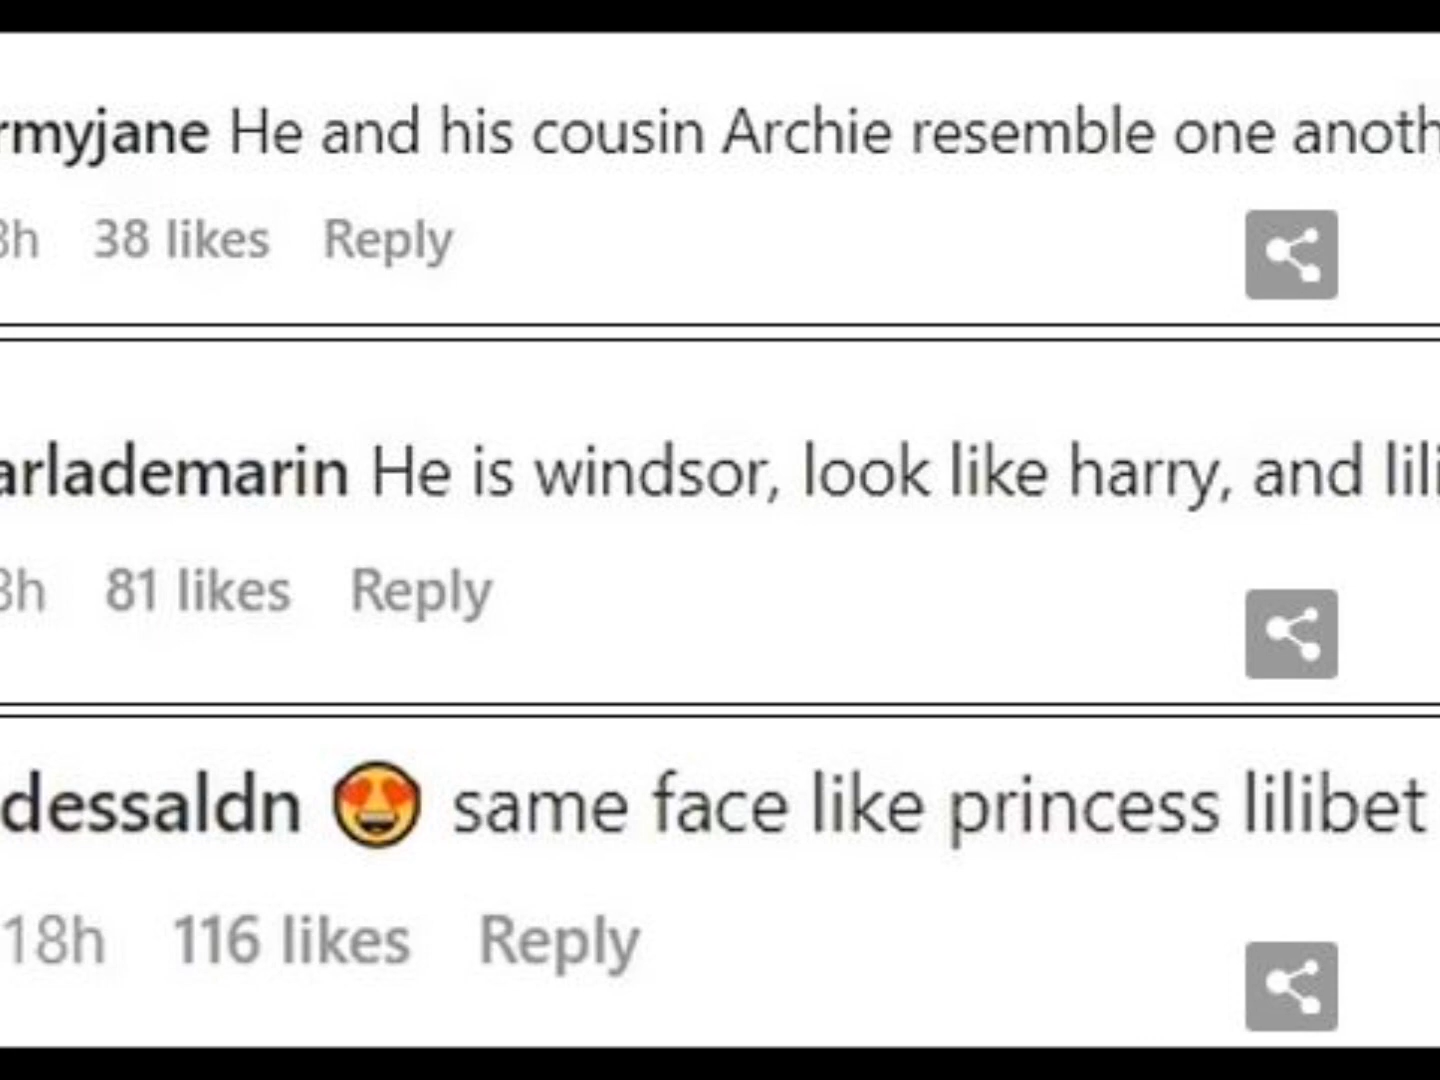 rmyjane He and his cousin Archie resemble one anoth
3h 38 likes Reply
arlademarin He is windsor, look like harry, and lili
3h 81 likes Reply
dessaldn 😍 same face like princess lilibet
18h 116 likes Reply